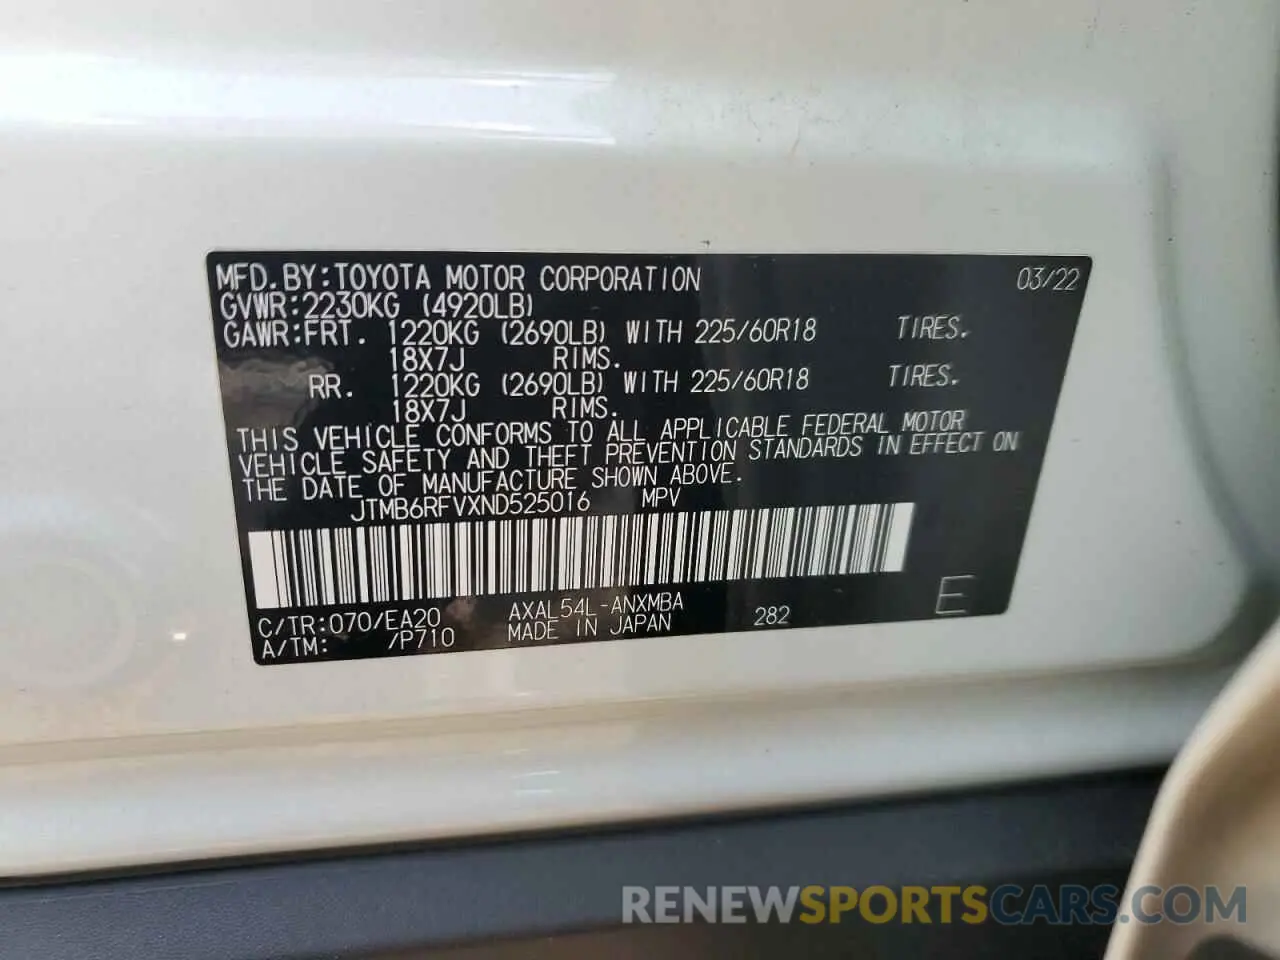 MFD.BY:TOYOTA MOTOR CORPORATION 03/22
GVWR:2230KG (4920LB)
GAWR:FRT. 1220KG (2690LB) WITH 225/60R18 TIRES.
18X7J RIMS.
RR. 1220KG (2690LB) WITH 225/60R18 TIRES.
18X7J RIMS.
THIS VEHICLE CONFORMS TO ALL APPLICABLE FEDERAL MOTOR
VEHICLE SAFETY AND THEFT PREVENTION STANDARDS IN EFFECT ON
THE DATE OF MANUFACTURE SHOWN ABOVE.
JTMB6RFVXND525016 MPV
C/TR:070/EA20 AXAL54L-ANXMBA 282 E
A/TM: /P710 MADE IN JAPAN
RENEWSPORTSCARS.COM